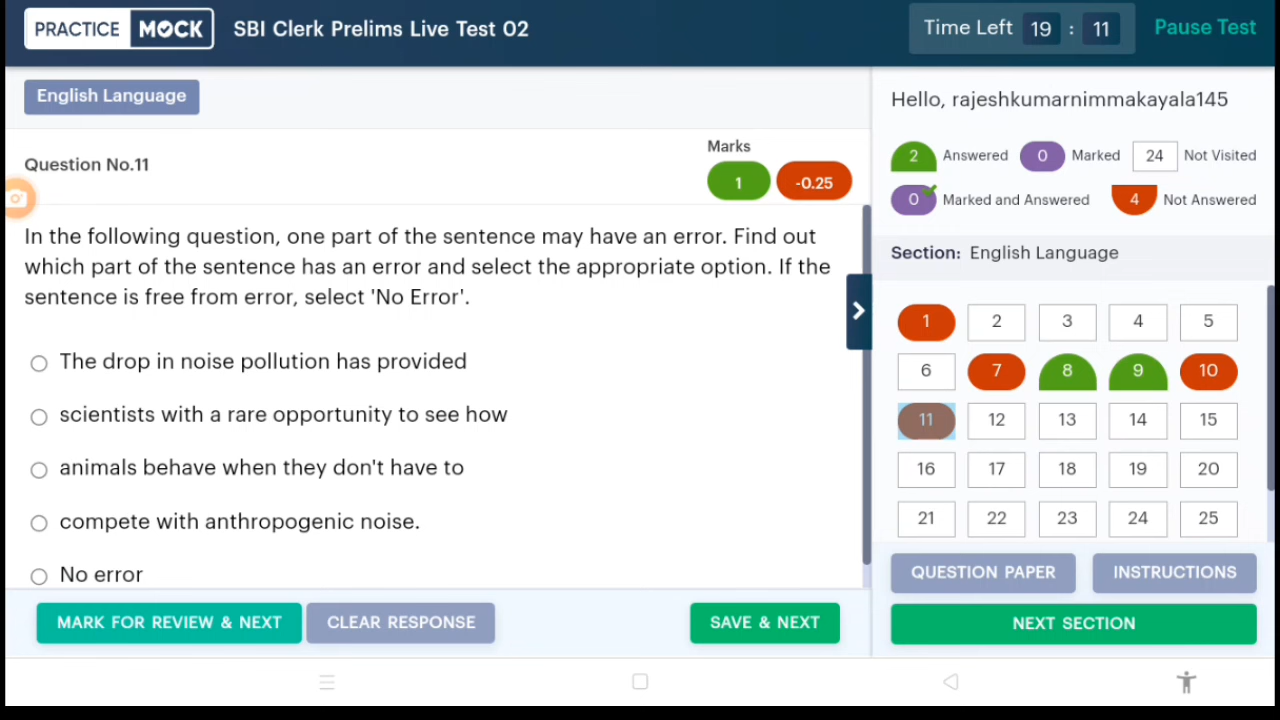 PRACTICE MOCK SBI Clerk Prelims Live Test 02 Time Left 19 : 11 Pause Test
English Language
Hello, rajeshkumarnimmakayala145
Question No.11
Marks
1 -0.25
2 Answered 0 Marked 24 Not Visited
0 Marked and Answered 4 Not Answered
In the following question, one part of the sentence may have an error. Find out
which part of the sentence has an error and select the appropriate option. If the
sentence is free from error, select 'No Error'.
The drop in noise pollution has provided
scientists with a rare opportunity to see how
animals behave when they don't have to
compete with anthropogenic noise.
No error
Section: English Language
1 2 3 4 5
6 7 8 9 10
11 12 13 14 15
16 17 18 19 20
21 22 23 24 25
QUESTION PAPER INSTRUCTIONS
MARK FOR REVIEW & NEXT CLEAR RESPONSE SAVE & NEXT NEXT SECTION